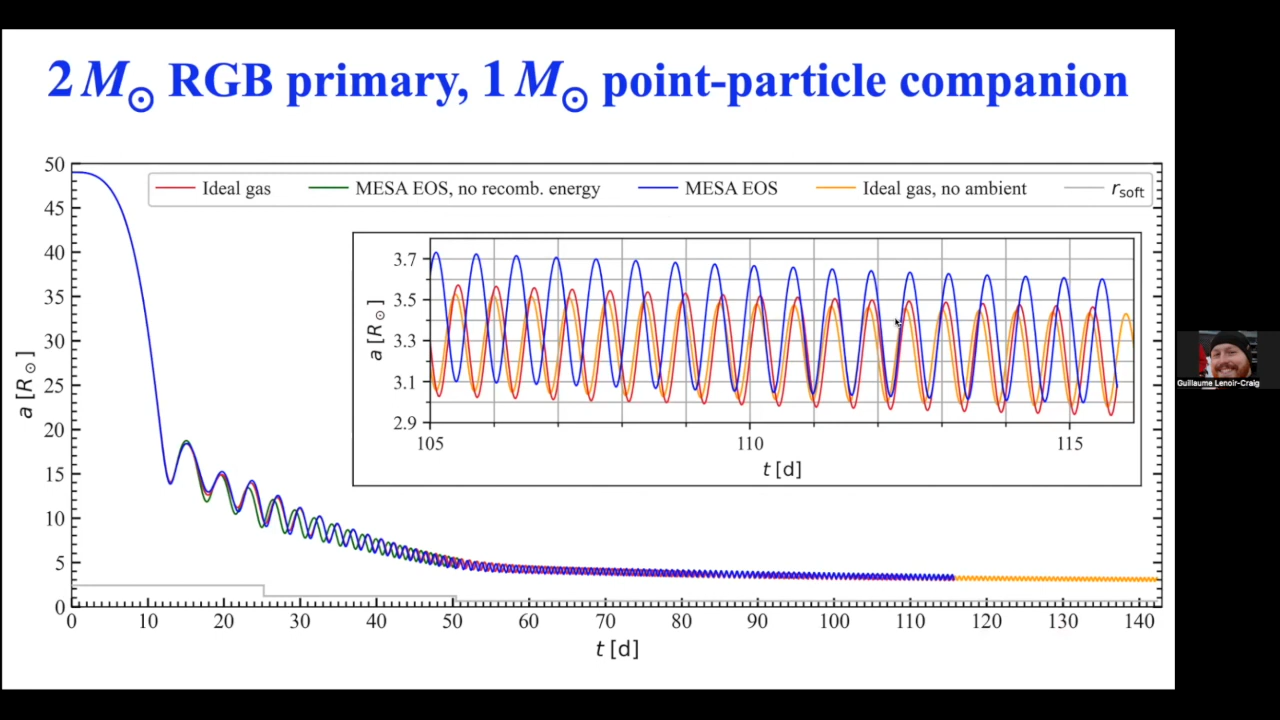 2 M☉ RGB primary, 1 M☉ point-particle companion
Ideal gas
MESA EOS, no recomb. energy
MESA EOS
Ideal gas, no ambient
r_soft
50
45
40
35
30
25
20
15
10
5
0
a [R☉]
3.7
3.5
3.3
3.1
2.9
a [R☉]
105 110 115
t [d]
0 10 20 30 40 50 60 70 80 90 100 110 120 130 140
t [d]
Guillaume Lenoir-Craig